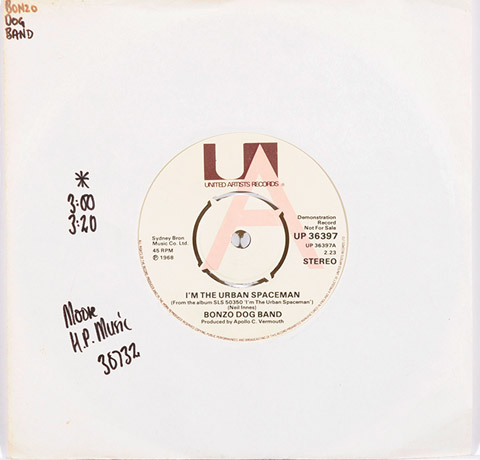 BONZO
DOG
BAND
*
3:00
3:20
Moore
H.P. Music
36732
UA
UNITED ARTISTS RECORDS
A
Sydney Bron
Music Co. Ltd.
45 RPM
℗ 1968
Demonstration
Record
Not For Sale
UP 36397
UP 36397A
2.23
STEREO
I'M THE URBAN SPACEMAN
(From the album SLS 50350 'I'm The Urban Spaceman')
(Neil Innes)
BONZO DOG BAND
Produced by Apollo C. Vermouth